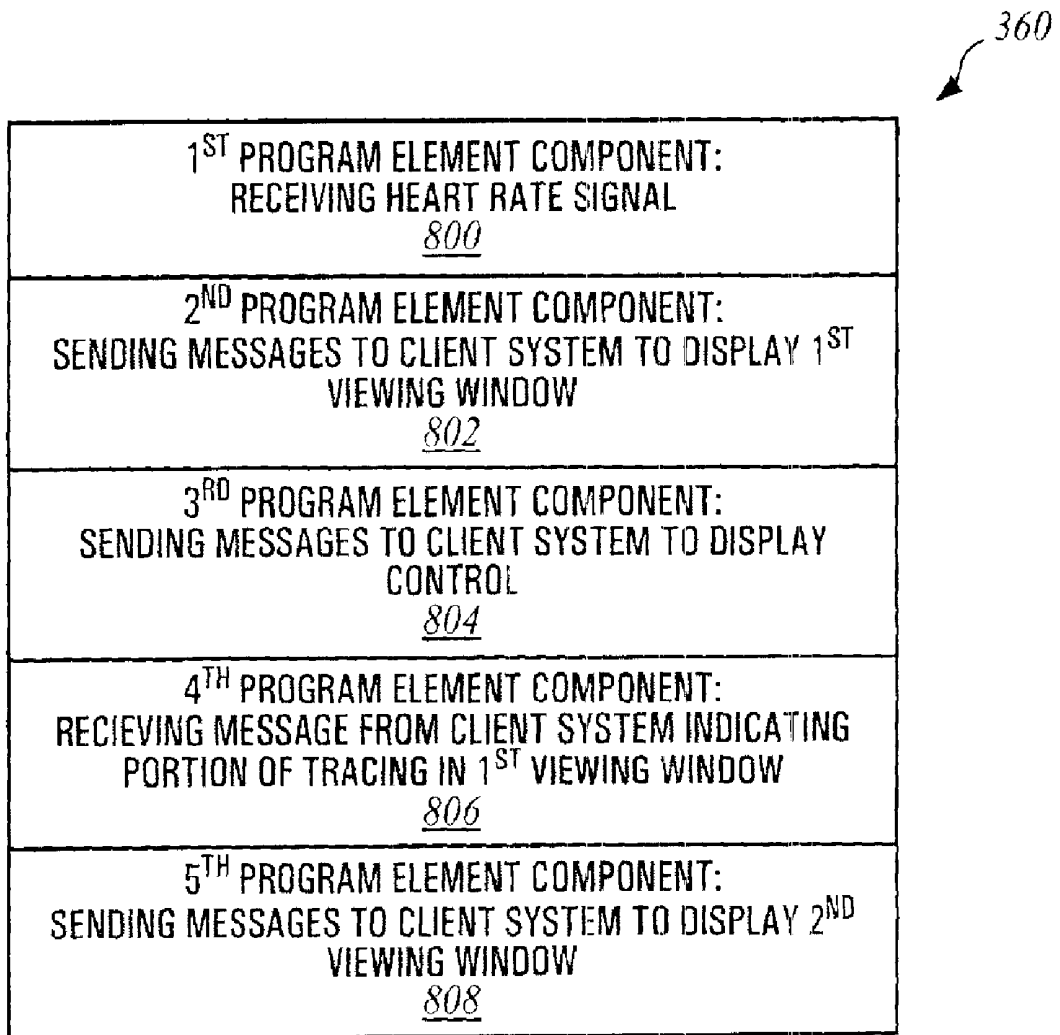 360
1ST PROGRAM ELEMENT COMPONENT:
RECEIVING HEART RATE SIGNAL
800
2ND PROGRAM ELEMENT COMPONENT:
SENDING MESSAGES TO CLIENT SYSTEM TO DISPLAY 1ST
VIEWING WINDOW
802
3RD PROGRAM ELEMENT COMPONENT:
SENDING MESSAGES TO CLIENT SYSTEM TO DISPLAY
CONTROL
804
4TH PROGRAM ELEMENT COMPONENT:
RECIEVING MESSAGE FROM CLIENT SYSTEM INDICATING
PORTION OF TRACING IN 1ST VIEWING WINDOW
806
5TH PROGRAM ELEMENT COMPONENT:
SENDING MESSAGES TO CLIENT SYSTEM TO DISPLAY 2ND
VIEWING WINDOW
808